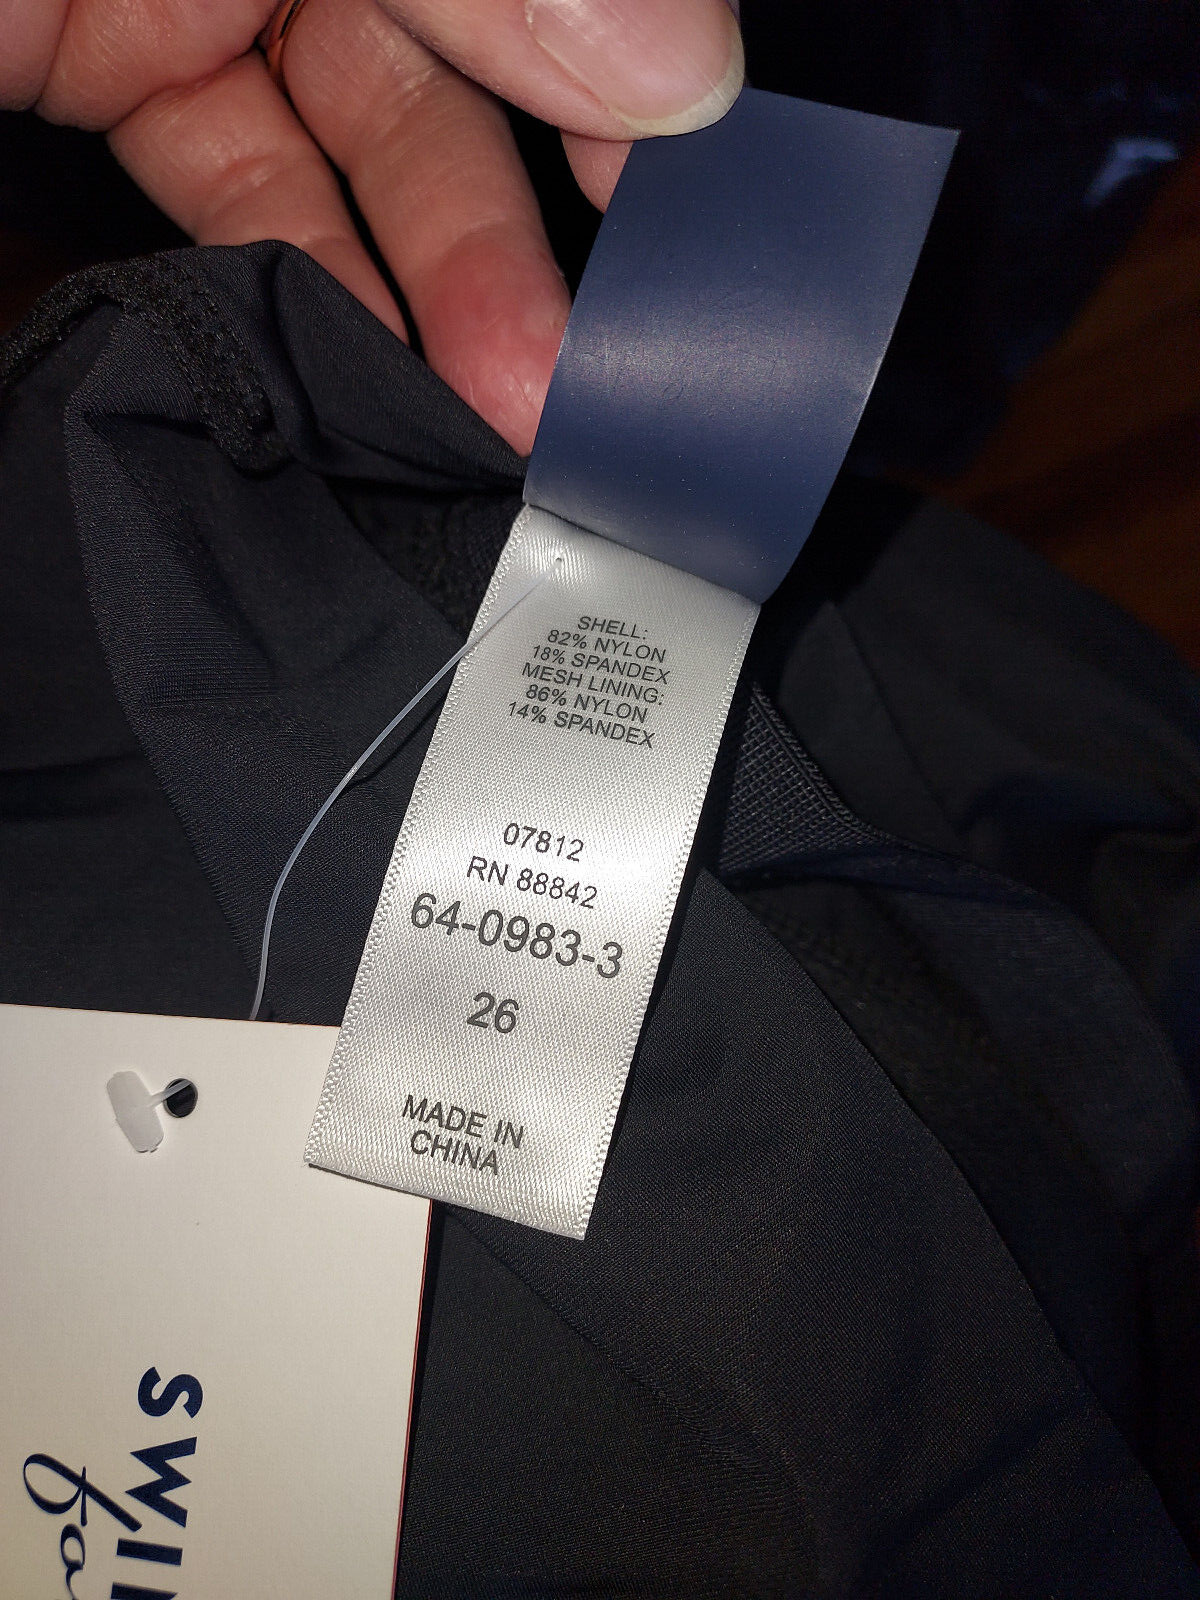 SHELL:
82% NYLON
18% SPANDEX
MESH LINING:
86% NYLON
14% SPANDEX
07812
RN 88842
64-0983-3
26
MADE IN
CHINA